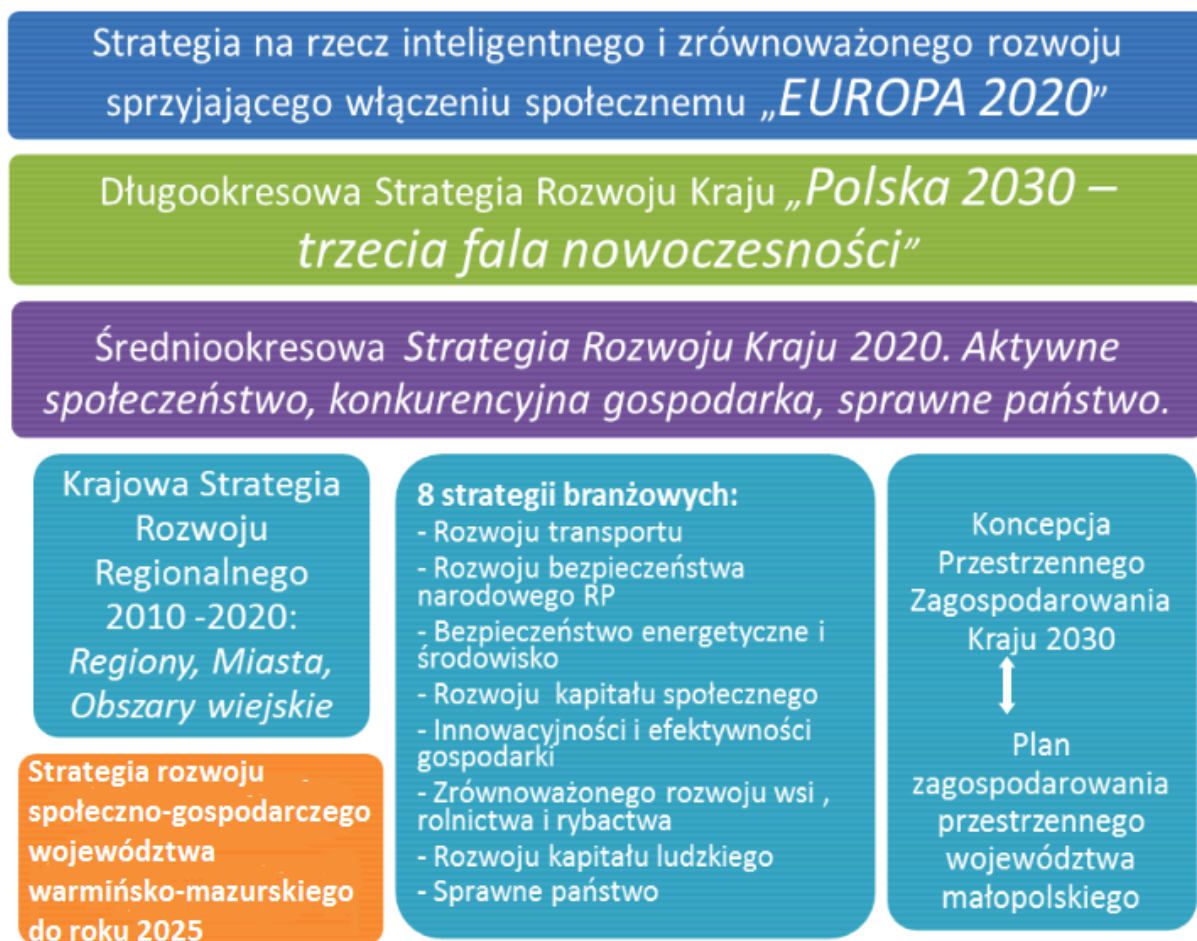 Strategia na rzecz inteligentnego i zrównoważonego rozwoju
sprzyjającego włączeniu społecznemu „EUROPA 2020”
Długookresowa Strategia Rozwoju Kraju „Polska 2030 –
trzecia fala nowoczesności”
Średniookresowa Strategia Rozwoju Kraju 2020. Aktywne
społeczeństwo, konkurencyjna gospodarka, sprawne państwo.
Krajowa Strategia
Rozwoju
Regionalnego
2010 -2020:
Regiony, Miasta,
Obszary wiejskie
Strategia rozwoju
społeczno-gospodarczego
województwa
warmińsko-mazurskiego
do roku 2025
8 strategii branżowych:
- Rozwoju transportu
- Rozwoju bezpieczeństwa
narodowego RP
- Bezpieczeństwo energetyczne i
środowisko
- Rozwoju kapitału społecznego
- Innowacyjności i efektywności
gospodarki
- Zrównoważonego rozwoju wsi ,
rolnictwa i rybactwa
- Rozwoju kapitału ludzkiego
- Sprawne państwo
Koncepcja
Przestrzennego
Zagospodarowania
Kraju 2030
Plan
zagospodarowania
przestrzennego
województwa
małopolskiego